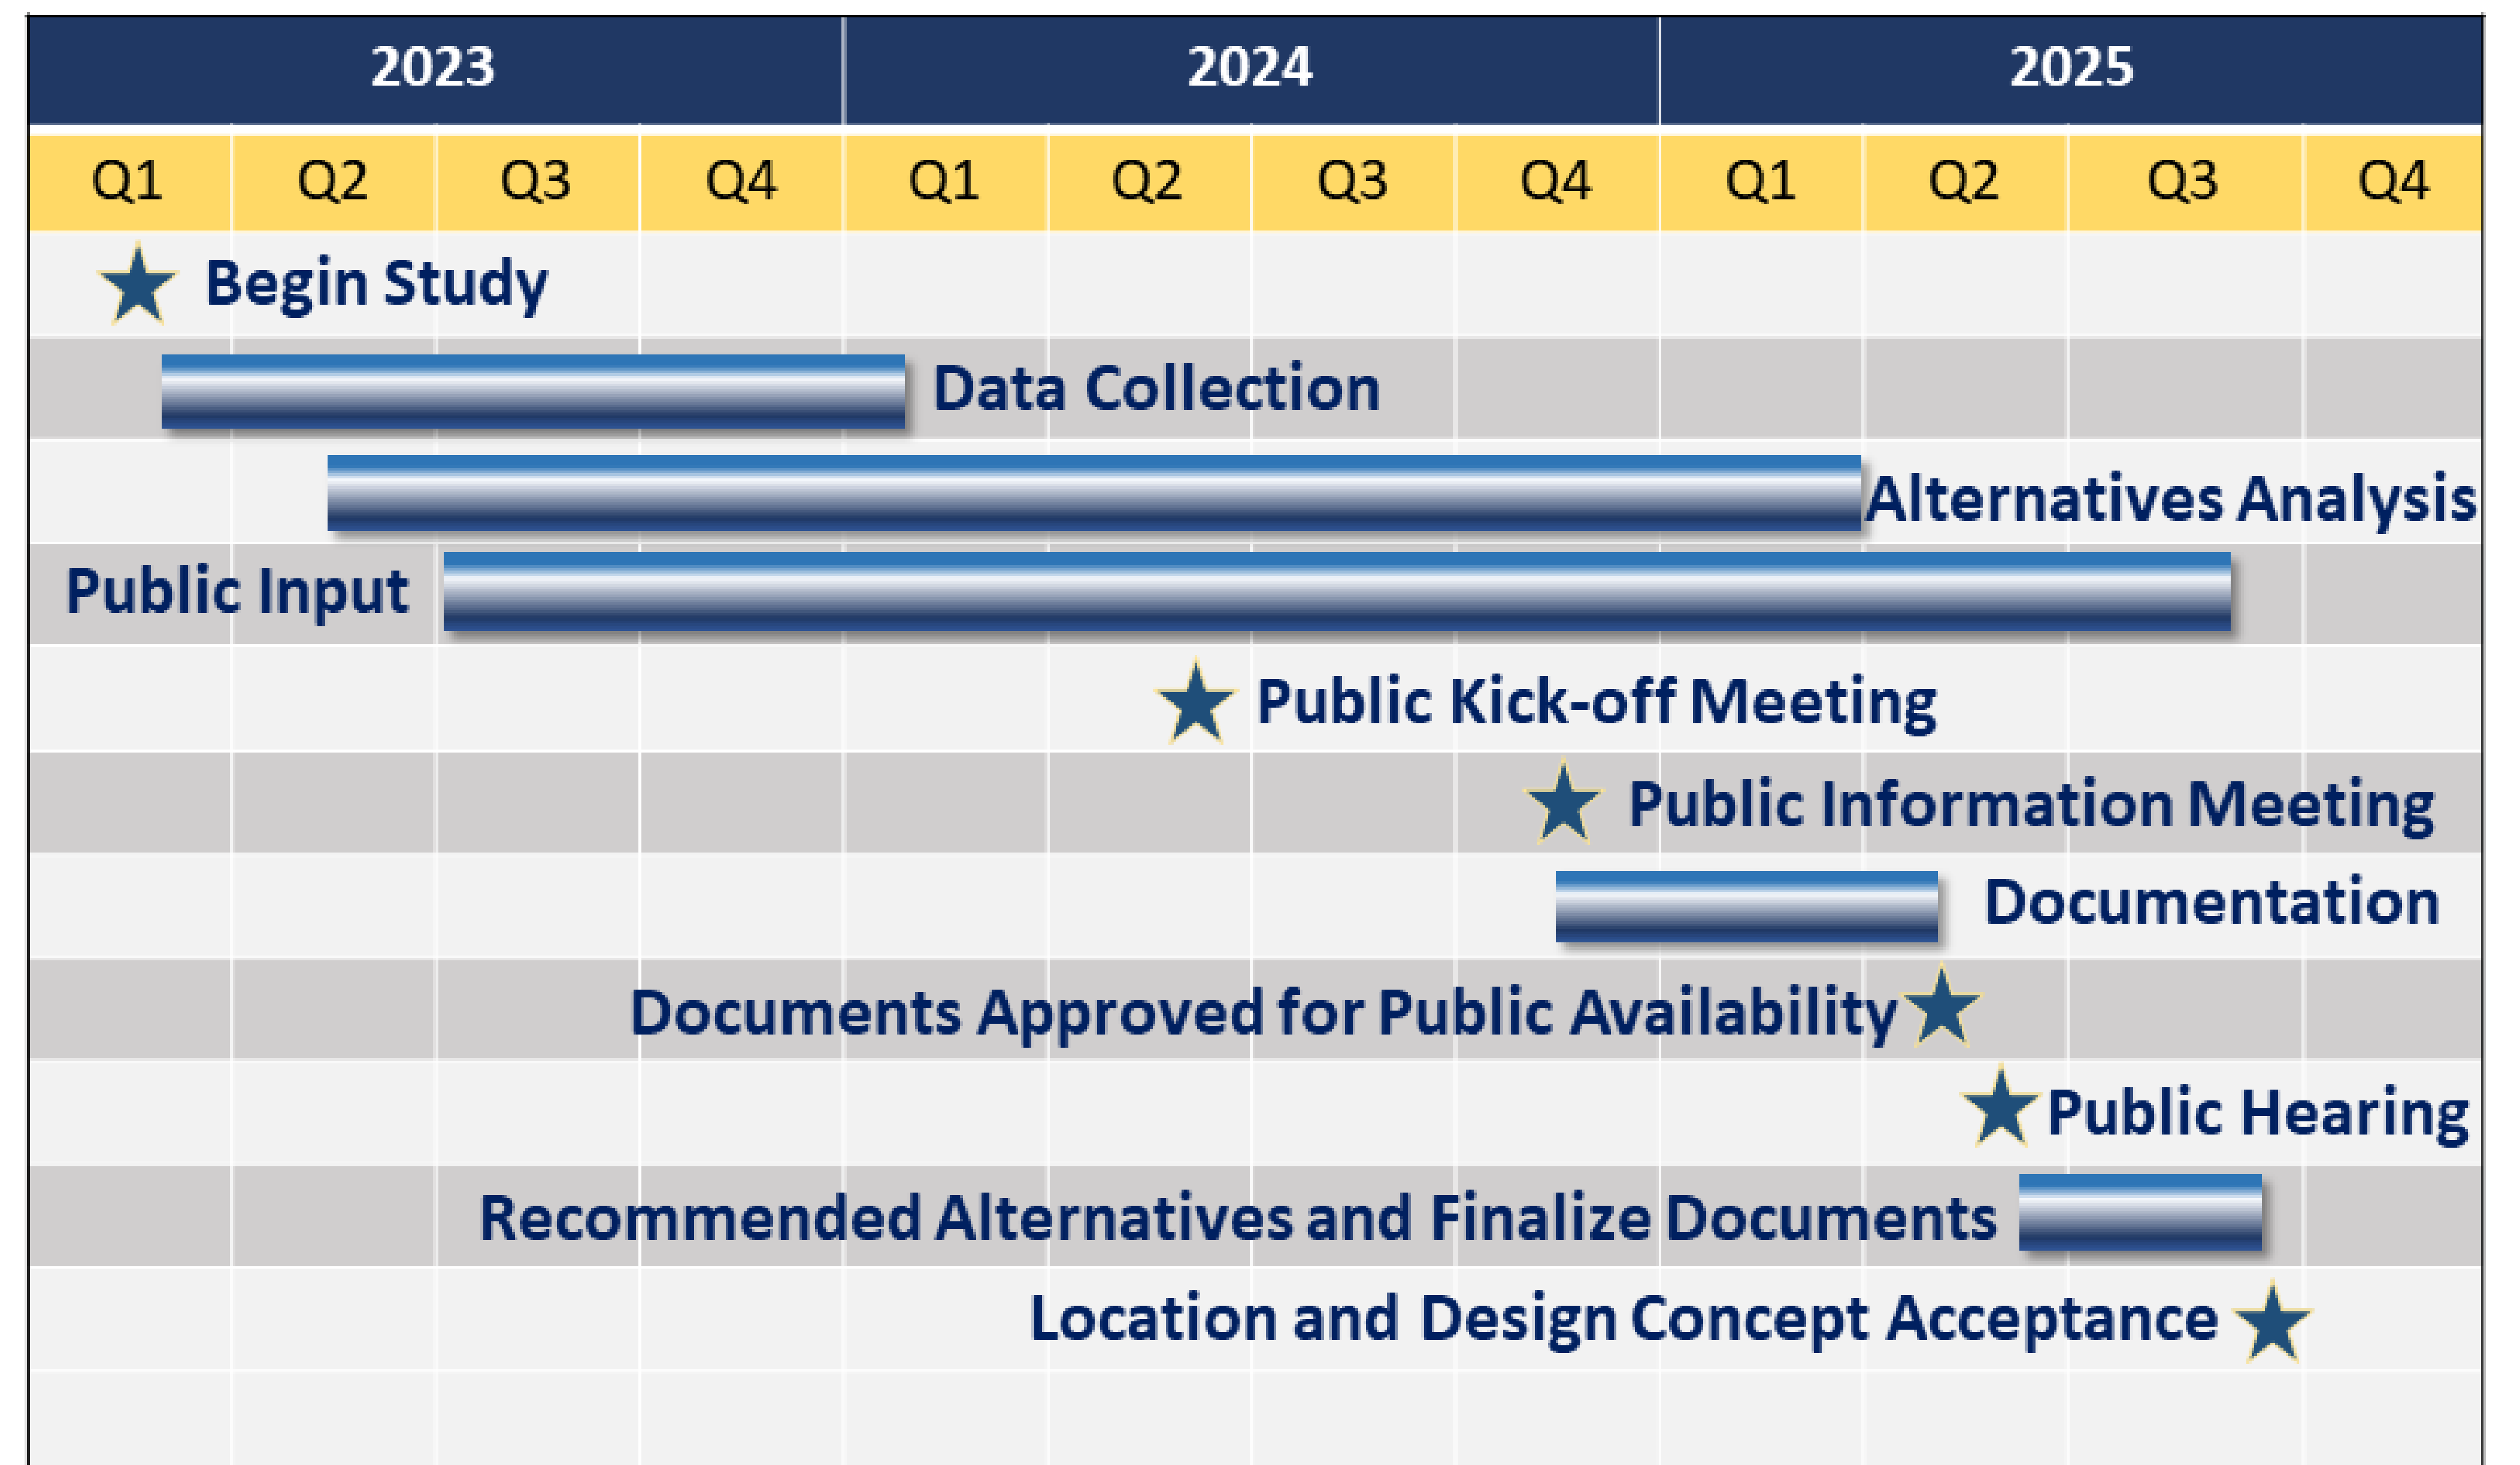 2023 2024 2025
Q1 Q2 Q3 Q4 Q1 Q2 Q3 Q4 Q1 Q2 Q3 Q4
Begin Study
Data Collection
Alternatives Analysis
Public Input
Public Kick-off Meeting
Public Information Meeting
Documentation
Documents Approved for Public Availability
Public Hearing
Recommended Alternatives and Finalize Documents
Location and Design Concept Acceptance